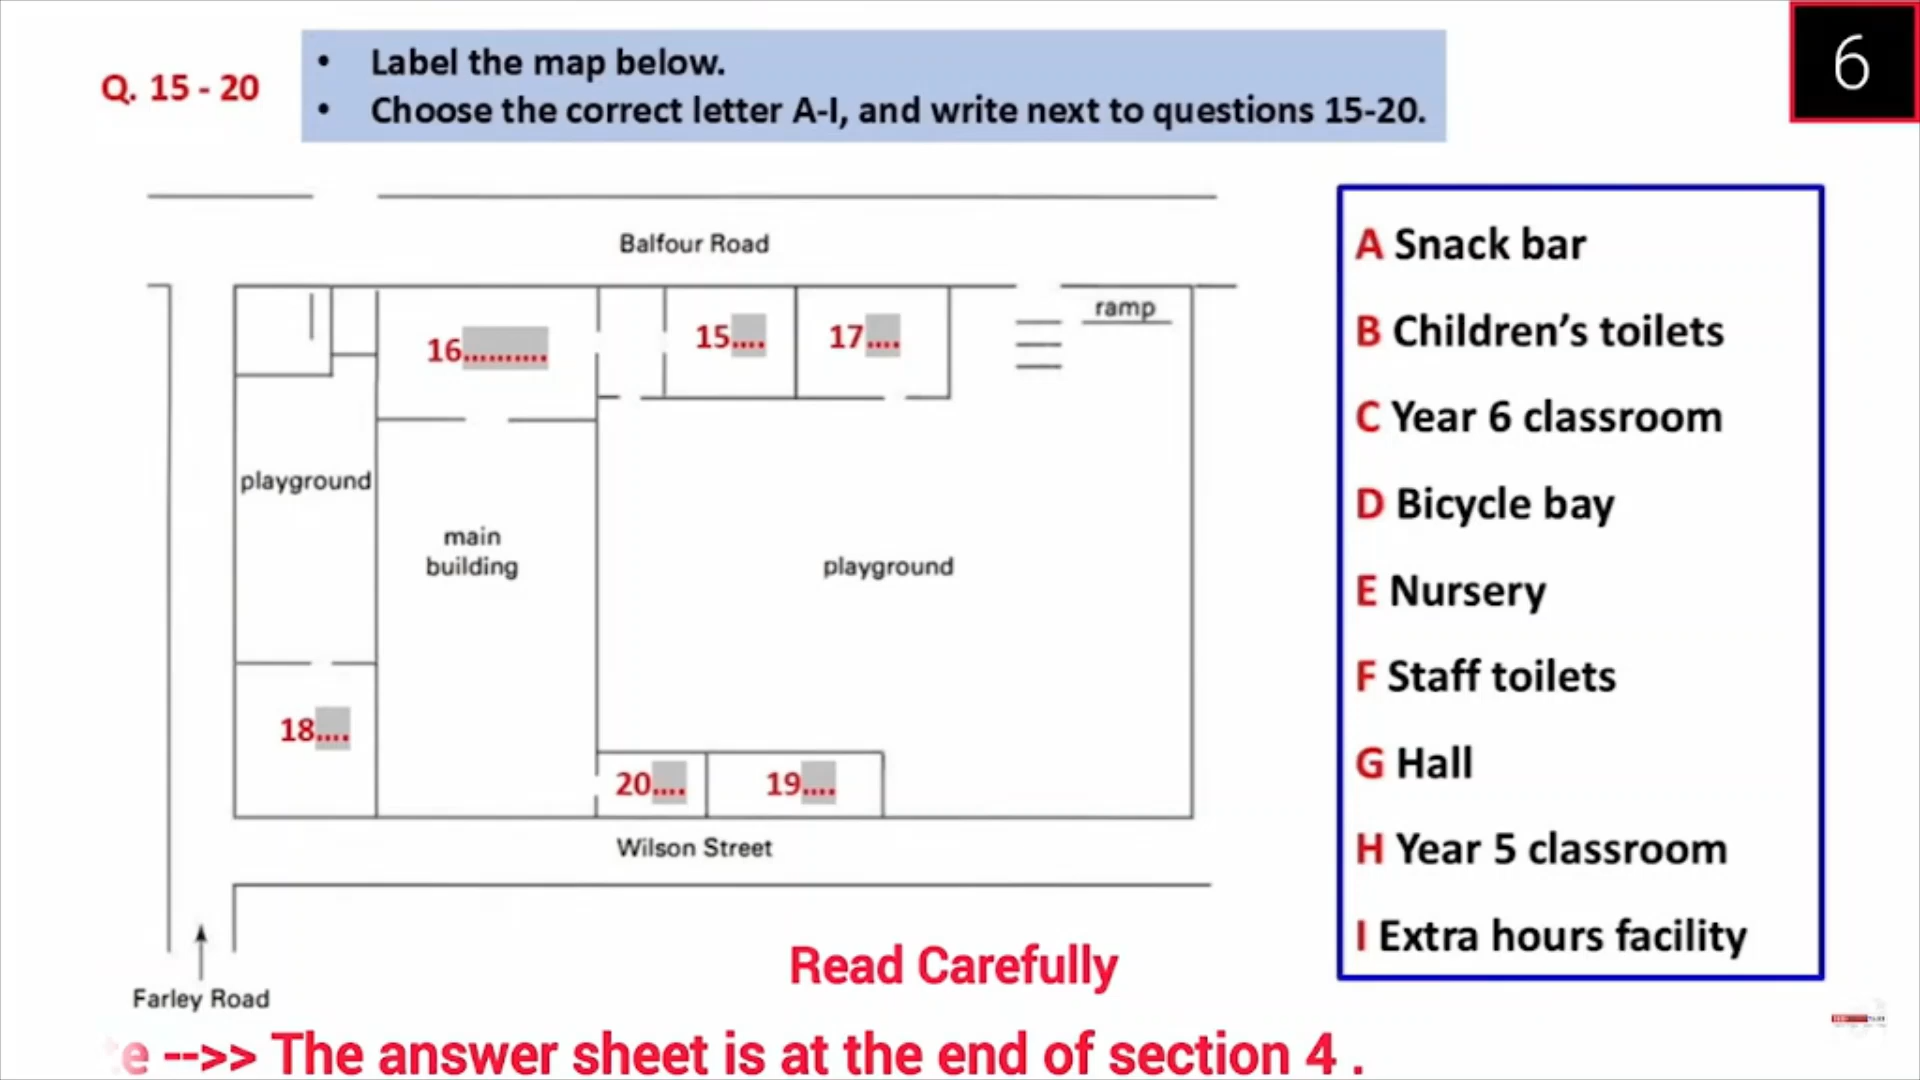 Q. 15 - 20
• Label the map below.
• Choose the correct letter A-I, and write next to questions 15-20.
6
Balfour Road
ramp
16..........
15....
17....
playground
main
building
playground
18....
20....
19....
Wilson Street
Farley Road
A Snack bar
B Children's toilets
C Year 6 classroom
D Bicycle bay
E Nursery
F Staff toilets
G Hall
H Year 5 classroom
I Extra hours facility
Read Carefully
e -->> The answer sheet is at the end of section 4 .